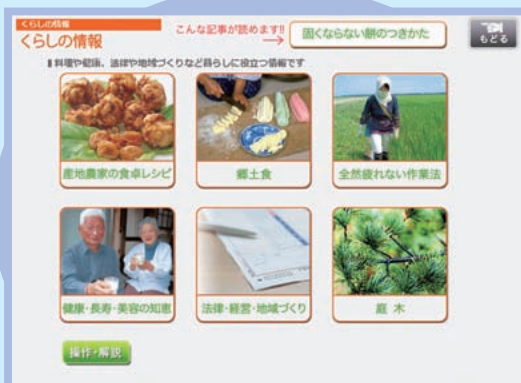 くらしの情報
くらしの情報
こんな記事が読めます!!
固くならない餅のつきかた
もどる
料理や健康、法律や地域づくりなど暮らしに役立つ情報です
産地農家の食卓レシピ
郷土食
全然疲れない作業法
健康・長寿・美容の知恵
法律・経営・地域づくり
庭木
操作・解説